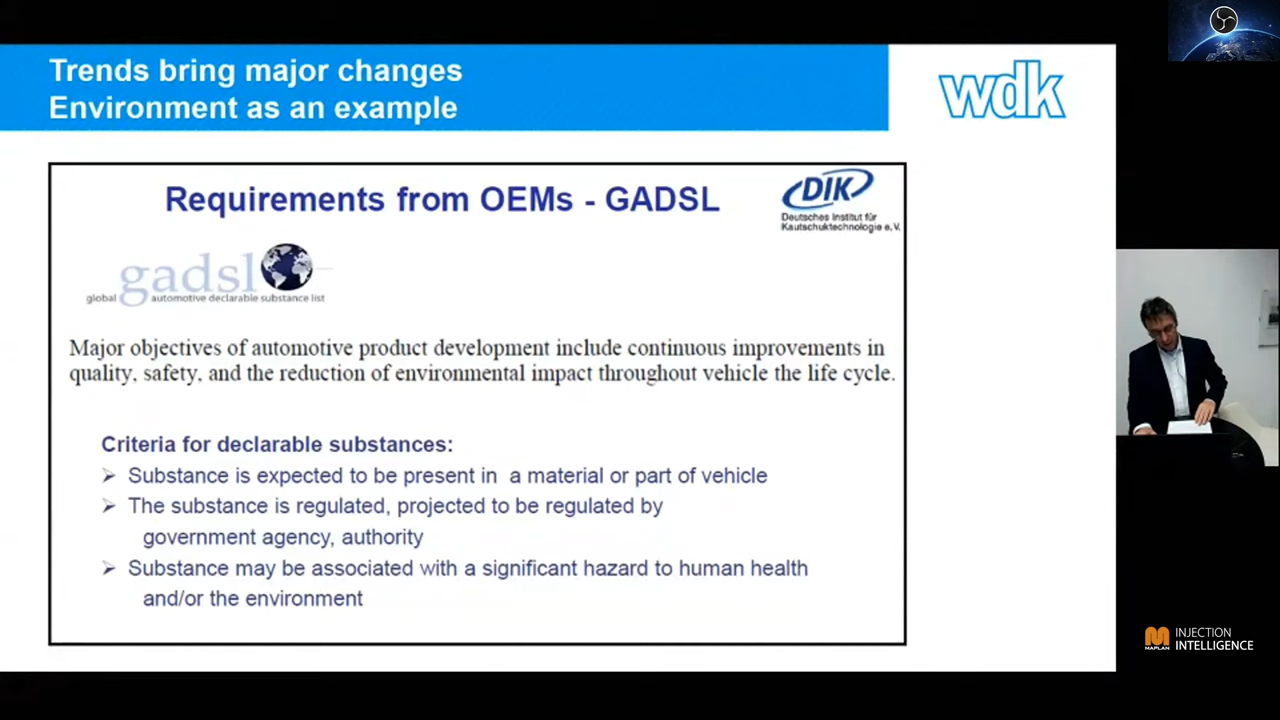 Trends bring major changes
Environment as an example
wdk
Requirements from OEMs - GADSL
DIK
Deutsches Institut für
Kautschuktechnologie e.V.
gadsl
global automotive declarable substance list
Major objectives of automotive product development include continuous improvements in
quality, safety, and the reduction of environmental impact throughout vehicle the life cycle.
Criteria for declarable substances:
➢ Substance is expected to be present in a material or part of vehicle
➢ The substance is regulated, projected to be regulated by
government agency, authority
➢ Substance may be associated with a significant hazard to human health
and/or the environment
MAPLAN
INJECTION
INTELLIGENCE